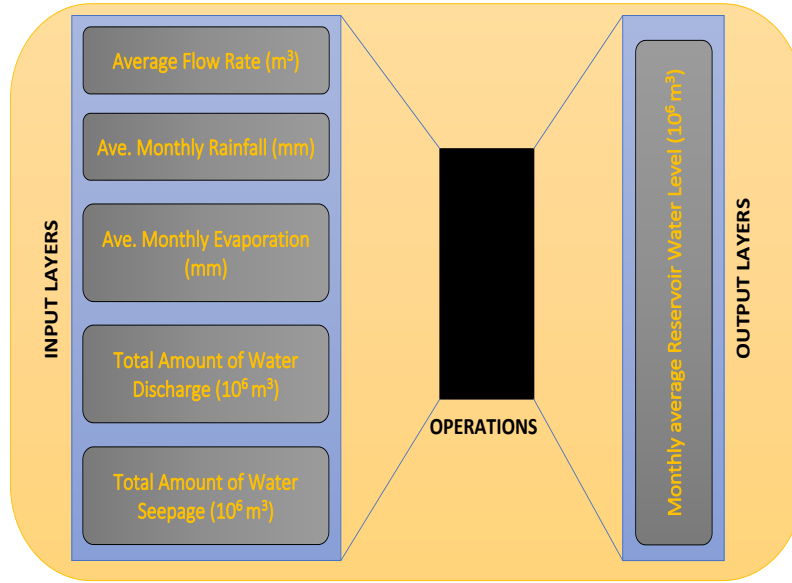 INPUT LAYERS
Average Flow Rate (m³)
Ave. Monthly Rainfall (mm)
Ave. Monthly Evaporation
(mm)
Total Amount of Water
Discharge (10⁶ m³)
Total Amount of Water
Seepage (10⁶ m³)
OPERATIONS
Monthly average Reservoir Water Level (10⁶ m³)
OUTPUT LAYERS